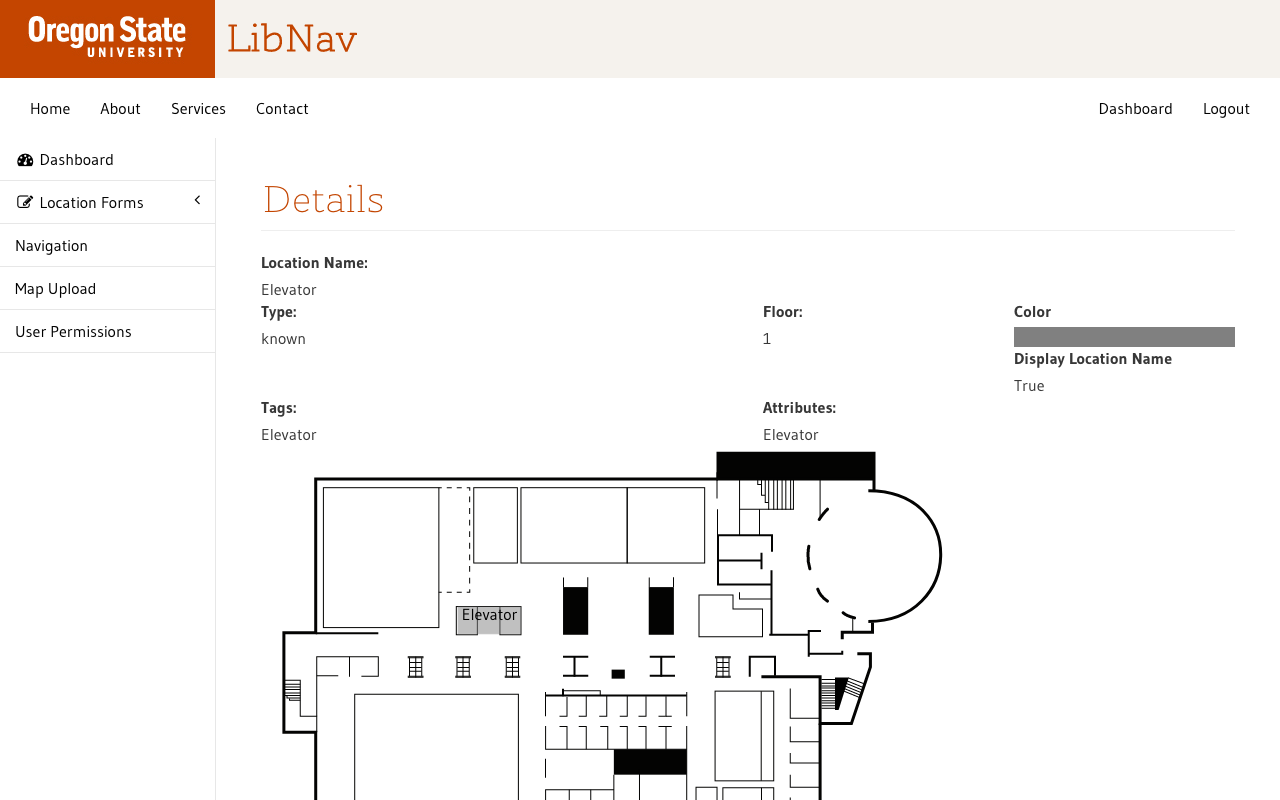 Oregon State
UNIVERSITY
LibNav
Home About Services Contact Dashboard Logout
Dashboard
Location Forms
Navigation
Map Upload
User Permissions
Details
Location Name:
Elevator
Type: Floor: Color
known 1
Display Location Name
True
Tags: Attributes:
Elevator Elevator
Elevator